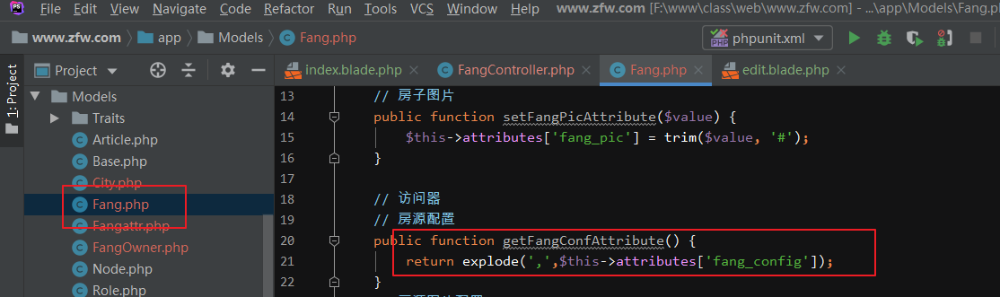 PS File Edit View Navigate Code Refactor Run Tools VCS Window Help www.zfw.com [F:\www\class\web\www.zfw.com] - ...\app\Models\Fang.ph
www.zfw.com app Models Fang.php PHP phpunit.xml
1: Project Project index.blade.php FangController.php Fang.php edit.blade.php
Models
Traits
Article.php
Base.php
City.php
Fang.php
Fangattr.php
FangOwner.php
Node.php
Role.php
13 // 房子图片
14 public function setFangPicAttribute($value) {
15 $this->attributes['fang_pic'] = trim($value, '#');
16 }
17
18 // 访问器
19 // 房源配置
20 public function getFangConfAttribute() {
21 return explode(',',$this->attributes['fang_config']);
22 }